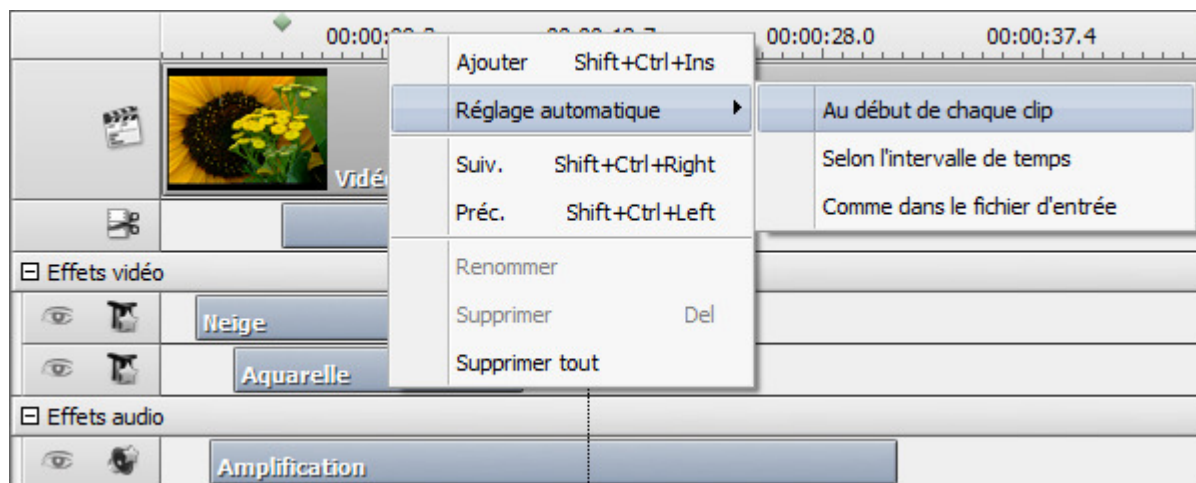 00:00:28.0 00:00:37.4
Ajouter Shift+Ctrl+Ins
Réglage automatique
Au début de chaque clip
Selon l'intervalle de temps
Comme dans le fichier d'entrée
Suiv. Shift+Ctrl+Right
Préc. Shift+Ctrl+Left
Renommer
Supprimer Del
Supprimer tout
Effets vidéo
Neige
Aquarelle
Effets audio
Amplification